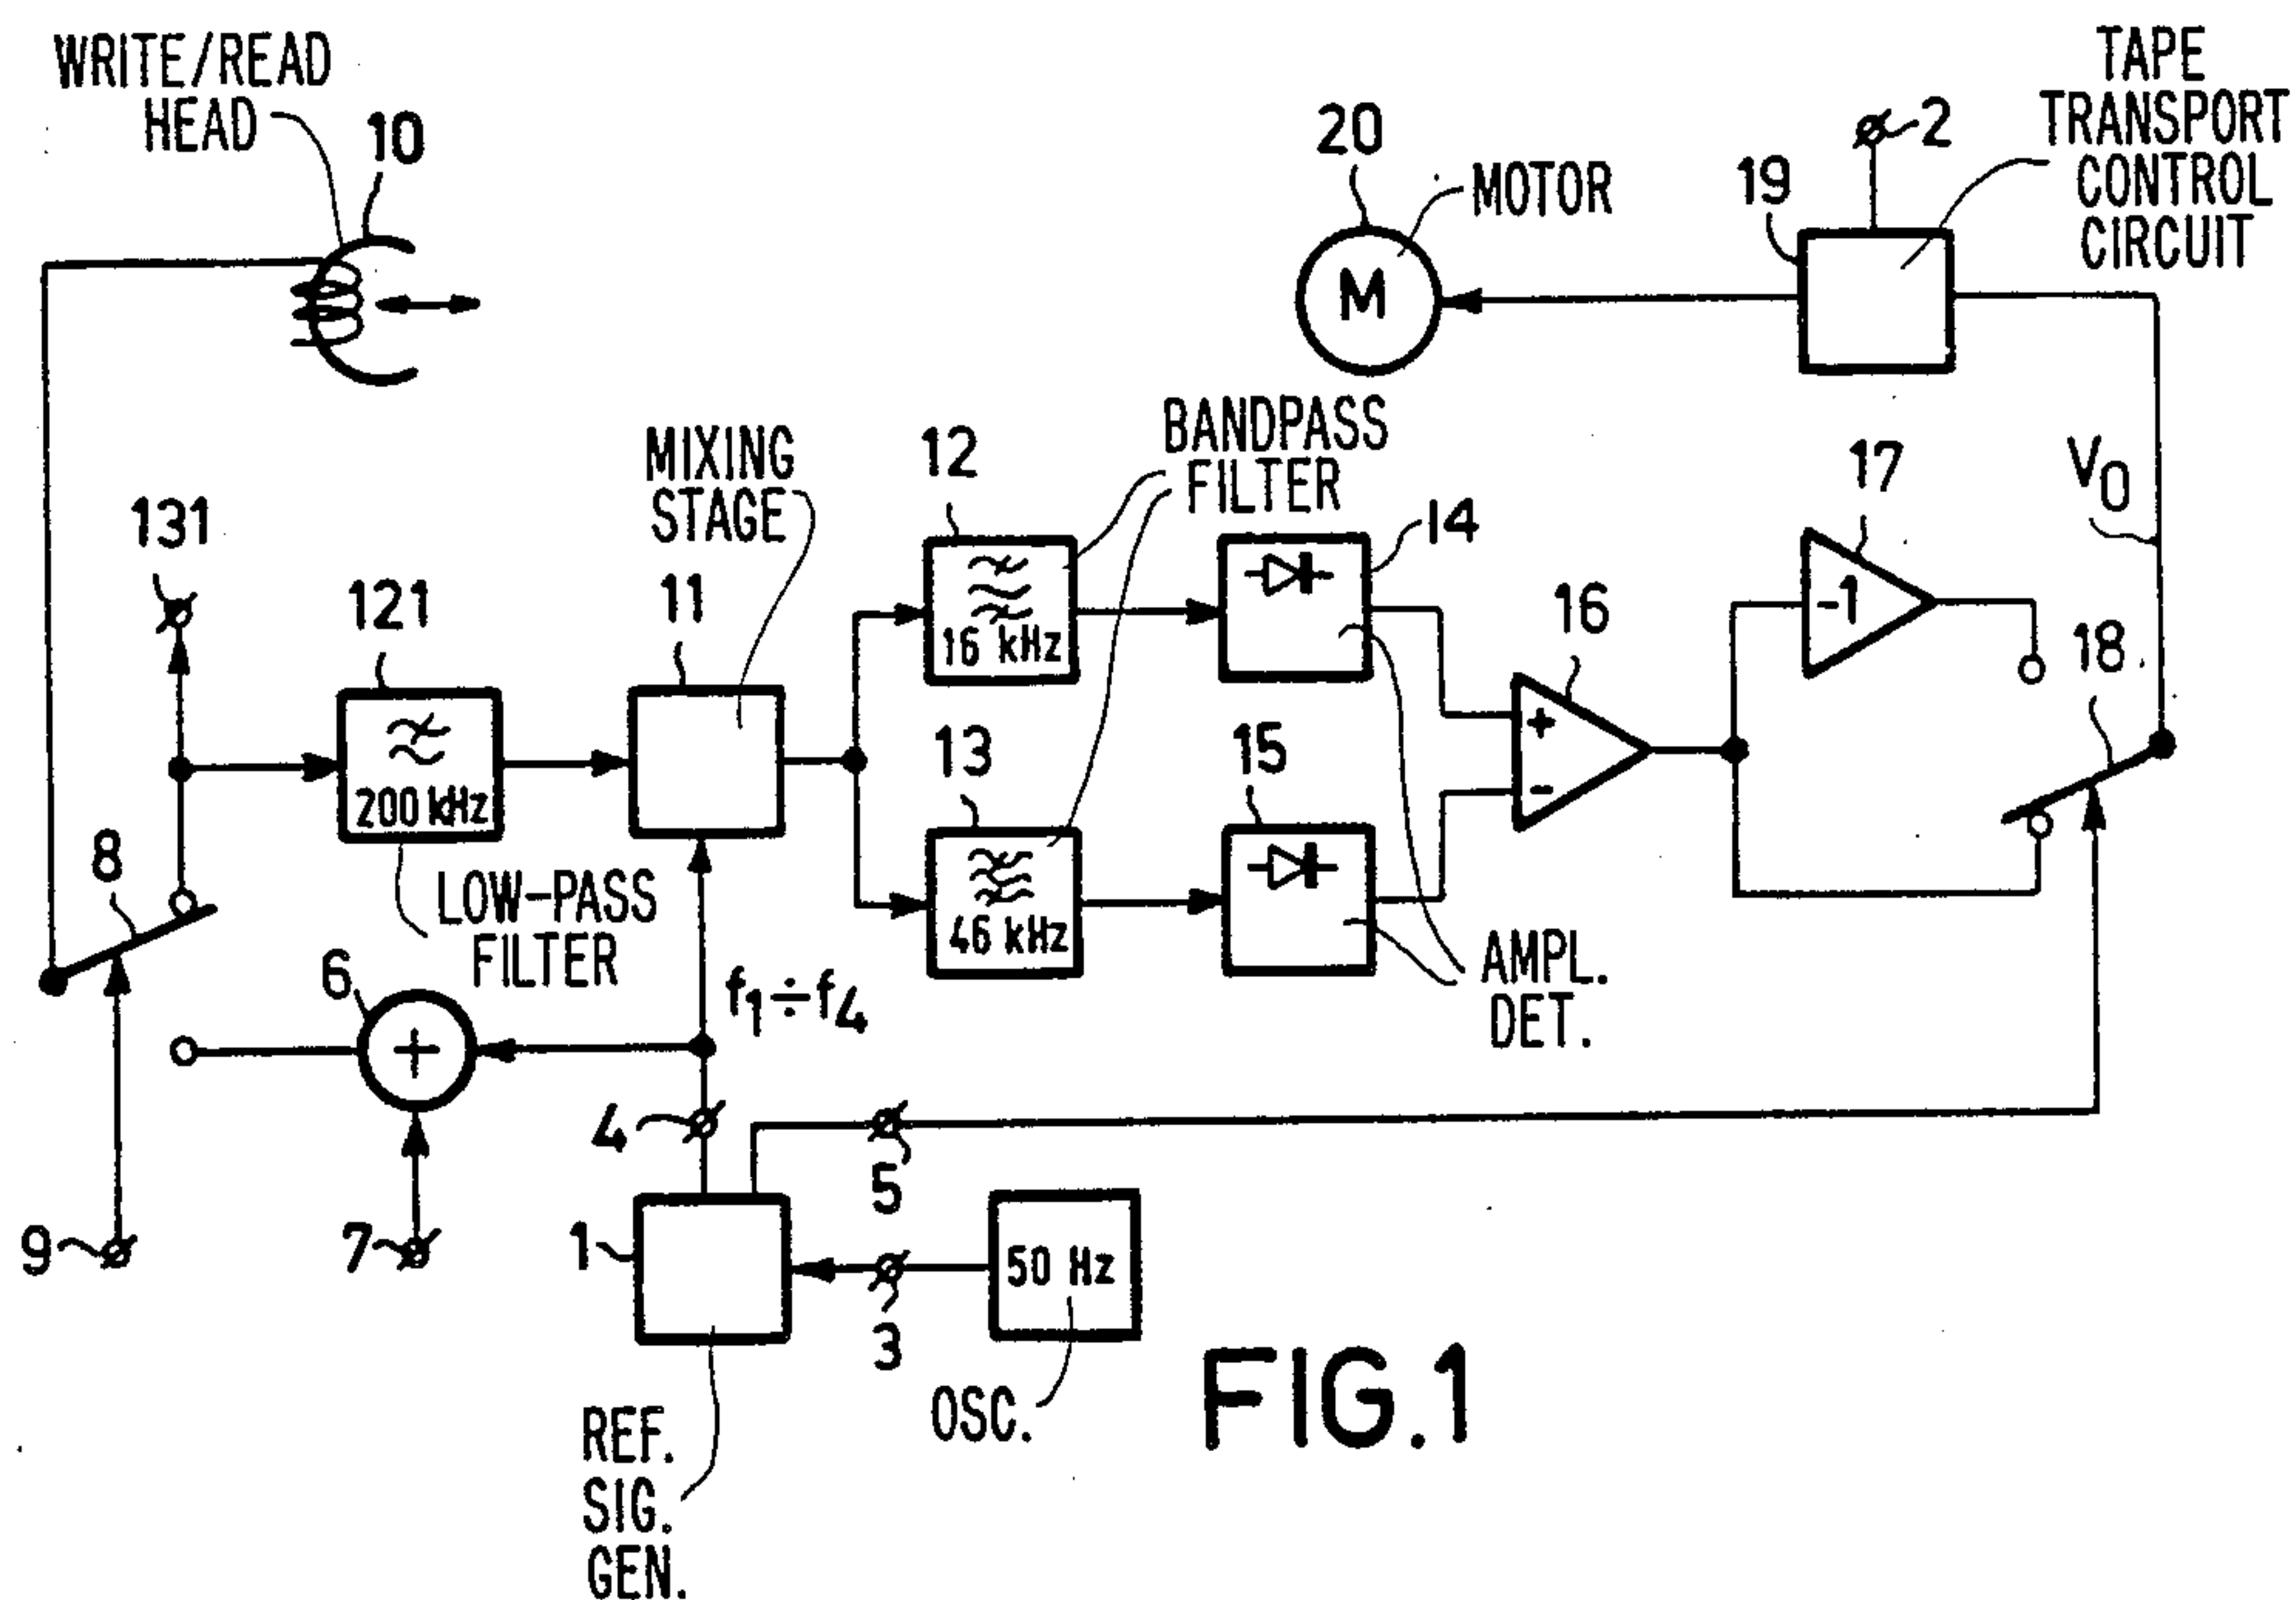 WRITE/READ
HEAD
10
20
MOTOR
M
19
2
TAPE
TRANSPORT
CONTROL
CIRCUIT
131
121
200 kHz
LOW-PASS
FILTER
MIXING
STAGE
11
12
16 kHz
13
46 kHz
BANDPASS
FILTER
14
15
AMPL.
DET.
16
+
-
17
-1
V0
18
8
6
+
f1÷f4
4
5
9
7
1
3
50 Hz
OSC.
REF.
SIG.
GEN.
FIG.1